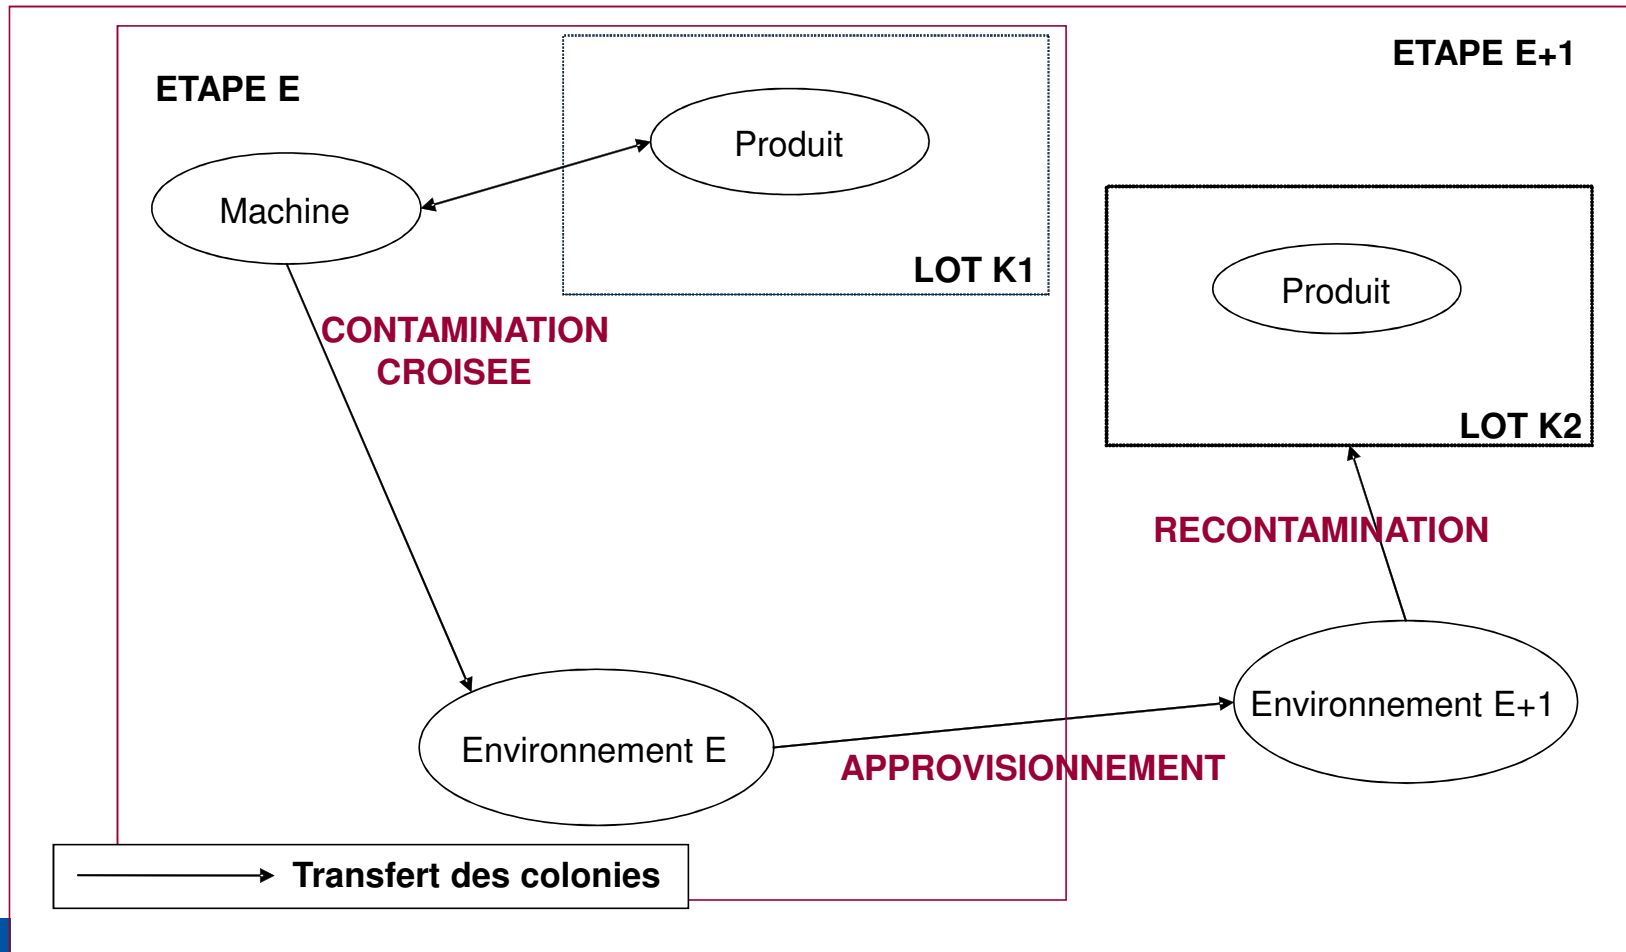 ETAPE E+1
ETAPE E
Produit
Machine
LOT K1
Produit
CONTAMINATION
CROISEE
LOT K2
RECONTAMINATION
Environnement E+1
Environnement E
APPROVISIONNEMENT
Transfert des colonies